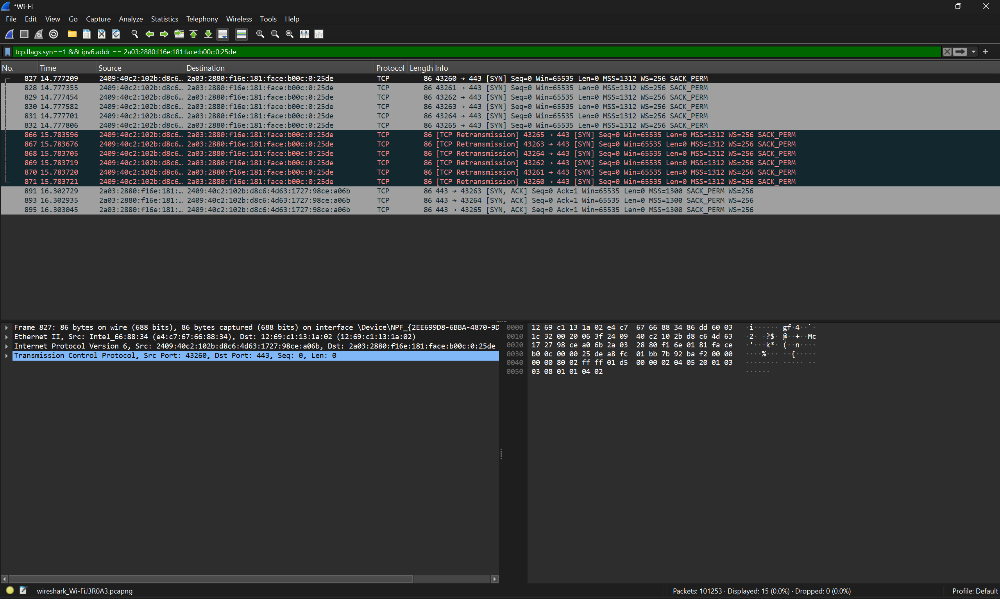 *Wi-Fi
File Edit View Go Capture Analyze Statistics Telephony Wireless Tools Help
tcp.flags.syn==1 && ipv6.addr == 2a03:2880:f16e:181:face:b00c:0:25de
No. Time Source Destination Protocol Length Info
827 14.777209 2409:40c2:102b:d8c6… 2a03:2880:f16e:181:face:b00c:0:25de TCP 86 43260 → 443 [SYN] Seq=0 Win=65535 Len=0 MSS=1312 WS=256 SACK_PERM
828 14.777355 2409:40c2:102b:d8c6… 2a03:2880:f16e:181:face:b00c:0:25de TCP 86 43261 → 443 [SYN] Seq=0 Win=65535 Len=0 MSS=1312 WS=256 SACK_PERM
829 14.777454 2409:40c2:102b:d8c6… 2a03:2880:f16e:181:face:b00c:0:25de TCP 86 43262 → 443 [SYN] Seq=0 Win=65535 Len=0 MSS=1312 WS=256 SACK_PERM
830 14.777582 2409:40c2:102b:d8c6… 2a03:2880:f16e:181:face:b00c:0:25de TCP 86 43263 → 443 [SYN] Seq=0 Win=65535 Len=0 MSS=1312 WS=256 SACK_PERM
831 14.777701 2409:40c2:102b:d8c6… 2a03:2880:f16e:181:face:b00c:0:25de TCP 86 43264 → 443 [SYN] Seq=0 Win=65535 Len=0 MSS=1312 WS=256 SACK_PERM
832 14.777806 2409:40c2:102b:d8c6… 2a03:2880:f16e:181:face:b00c:0:25de TCP 86 43265 → 443 [SYN] Seq=0 Win=65535 Len=0 MSS=1312 WS=256 SACK_PERM
866 15.783596 2409:40c2:102b:d8c6… 2a03:2880:f16e:181:face:b00c:0:25de TCP 86 [TCP Retransmission] 43265 → 443 [SYN] Seq=0 Win=65535 Len=0 MSS=1312 WS=256 SACK_PERM
867 15.783676 2409:40c2:102b:d8c6… 2a03:2880:f16e:181:face:b00c:0:25de TCP 86 [TCP Retransmission] 43263 → 443 [SYN] Seq=0 Win=65535 Len=0 MSS=1312 WS=256 SACK_PERM
868 15.783705 2409:40c2:102b:d8c6… 2a03:2880:f16e:181:face:b00c:0:25de TCP 86 [TCP Retransmission] 43264 → 443 [SYN] Seq=0 Win=65535 Len=0 MSS=1312 WS=256 SACK_PERM
869 15.783719 2409:40c2:102b:d8c6… 2a03:2880:f16e:181:face:b00c:0:25de TCP 86 [TCP Retransmission] 43262 → 443 [SYN] Seq=0 Win=65535 Len=0 MSS=1312 WS=256 SACK_PERM
870 15.783720 2409:40c2:102b:d8c6… 2a03:2880:f16e:181:face:b00c:0:25de TCP 86 [TCP Retransmission] 43261 → 443 [SYN] Seq=0 Win=65535 Len=0 MSS=1312 WS=256 SACK_PERM
871 15.783721 2409:40c2:102b:d8c6… 2a03:2880:f16e:181:face:b00c:0:25de TCP 86 [TCP Retransmission] 43260 → 443 [SYN] Seq=0 Win=65535 Len=0 MSS=1312 WS=256 SACK_PERM
891 16.302729 2a03:2880:f16e:181:… 2409:40c2:102b:d8c6:4d63:1727:98ce:a06b TCP 86 443 → 43263 [SYN, ACK] Seq=0 Ack=1 Win=65535 Len=0 MSS=1300 SACK_PERM WS=256
893 16.302935 2a03:2880:f16e:181:… 2409:40c2:102b:d8c6:4d63:1727:98ce:a06b TCP 86 443 → 43264 [SYN, ACK] Seq=0 Ack=1 Win=65535 Len=0 MSS=1300 SACK_PERM WS=256
895 16.303045 2a03:2880:f16e:181:… 2409:40c2:102b:d8c6:4d63:1727:98ce:a06b TCP 86 443 → 43265 [SYN, ACK] Seq=0 Ack=1 Win=65535 Len=0 MSS=1300 SACK_PERM WS=256
Frame 827: 86 bytes on wire (688 bits), 86 bytes captured (688 bits) on interface \Device\NPF_{2EE699D8-6BBA-4870-9D
Ethernet II, Src: Intel_66:88:34 (e4:c7:67:66:88:34), Dst: 12:69:c1:13:1a:02 (12:69:c1:13:1a:02)
Internet Protocol Version 6, Src: 2409:40c2:102b:d8c6:4d63:1727:98ce:a06b, Dst: 2a03:2880:f16e:181:face:b00c:0:25de
Transmission Control Protocol, Src Port: 43260, Dst Port: 443, Seq: 0, Len: 0
0000 12 69 c1 13 1a 02 e4 c7 67 66 88 34 86 dd 60 03 ·i······ gf·4··`·
0010 1c 32 00 20 06 3f 24 09 40 c2 10 2b d8 c6 4d 63 ·2· ·?$· @··+··Mc
0020 17 27 98 ce a0 6b 2a 03 28 80 f1 6e 01 81 fa ce ·'···k*· (··n····
0030 b0 0c 00 00 25 de a8 fc 01 bb 7b 92 ba f2 00 00 ····%··· ··{·····
0040 00 00 80 02 ff ff 01 d5 00 00 02 04 05 20 01 03 ········ ····· ··
0050 03 08 01 01 04 02 ······
wireshark_Wi-FiJ3R0A3.pcapng
Packets: 101253 · Displayed: 15 (0.0%) · Dropped: 0 (0.0%)
Profile: Default